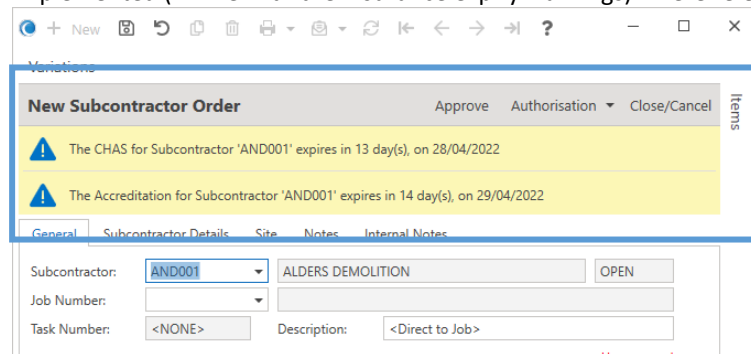 New
?
Variations
New Subcontractor Order Approve Authorisation Close/Cancel
Items
The CHAS for Subcontractor 'AND001' expires in 13 day(s), on 28/04/2022
The Accreditation for Subcontractor 'AND001' expires in 14 day(s), on 29/04/2022
General Subcontractor Details Site Notes Internal Notes
Subcontractor: AND001 ALDERS DEMOLITION OPEN
Job Number:
Task Number: <NONE> Description: <Direct to Job>